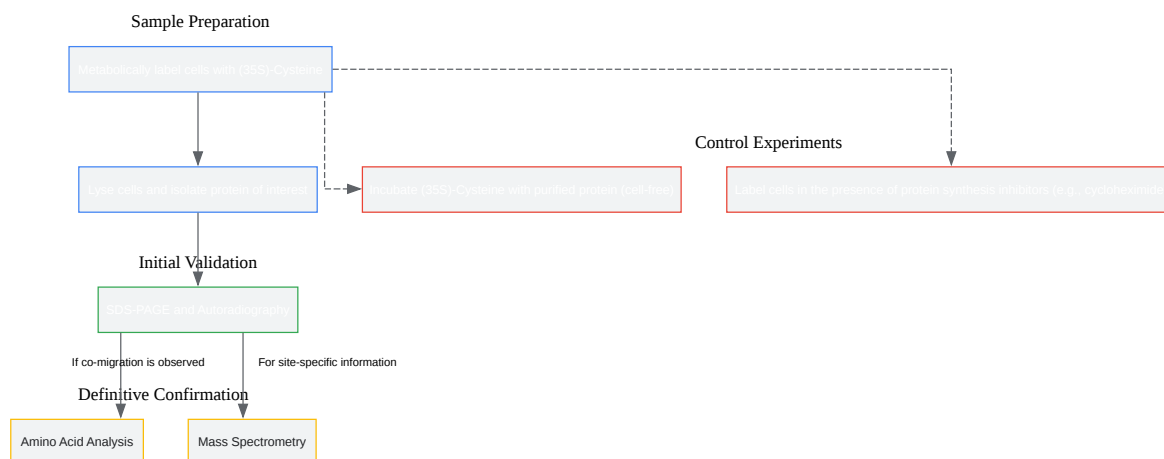 Sample Preparation
Metabolically label cells with (35S)-Cysteine
Control Experiments
Lyse cells and isolate protein of interest
Incubate (35S)-Cysteine with purified protein (cell-free)
Label cells in the presence of protein synthesis inhibitors (e.g., cycloheximide
Initial Validation
SDS-PAGE and Autoradiography
If co-migration is observed
For site-specific information
Definitive Confirmation
Amino Acid Analysis
Mass Spectrometry